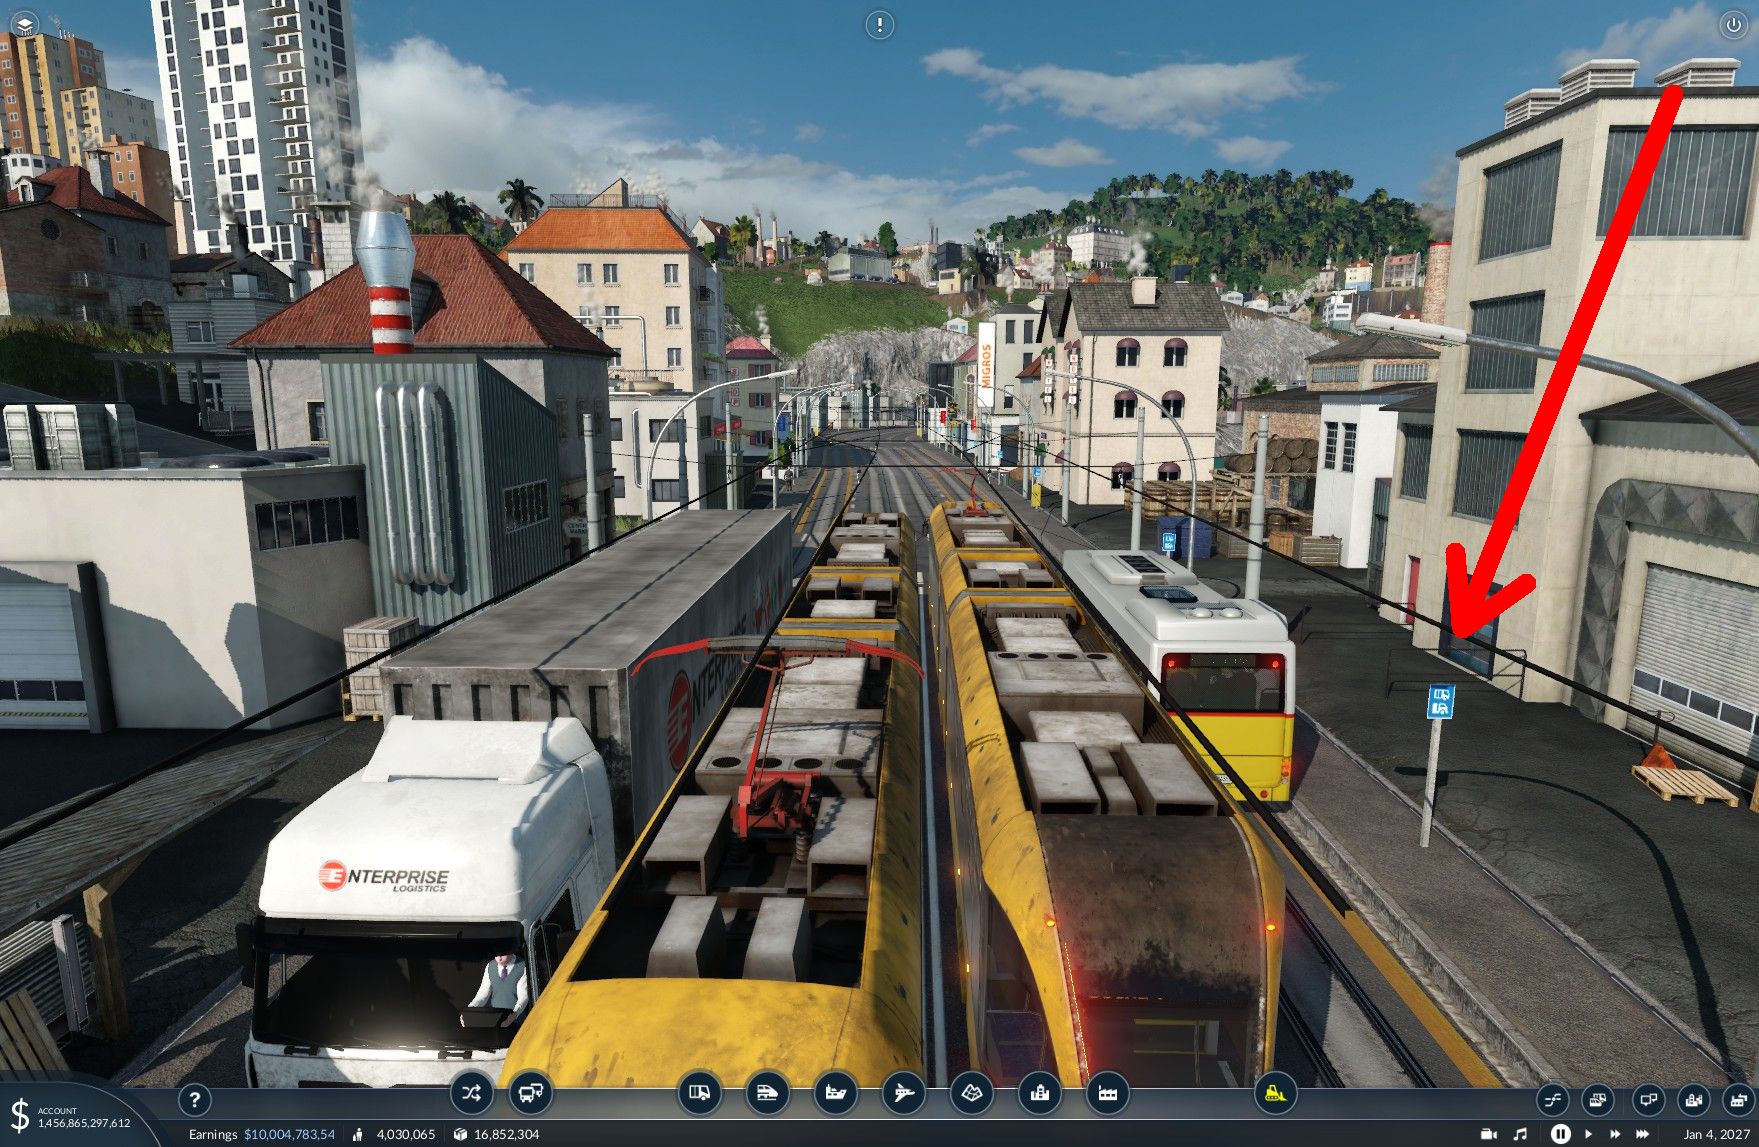 MIGROS
ENTERPRISE
ENTERPRISE
LOGISTICS
?
$ ACCOUNT
1,456,865,297,612
Earnings $10,004,783,54 4,030,065 16,852,304
Jan 4, 2027